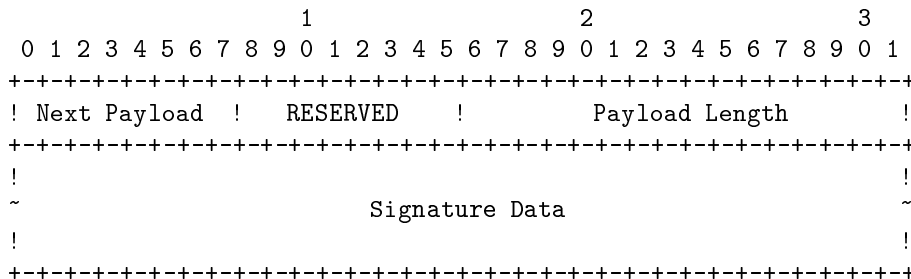 1                   2                   3
 0 1 2 3 4 5 6 7 8 9 0 1 2 3 4 5 6 7 8 9 0 1 2 3 4 5 6 7 8 9 0 1
+-+-+-+-+-+-+-+-+-+-+-+-+-+-+-+-+-+-+-+-+-+-+-+-+-+-+-+-+-+-+-+-+
! Next Payload  !   RESERVED    !         Payload Length        !
+-+-+-+-+-+-+-+-+-+-+-+-+-+-+-+-+-+-+-+-+-+-+-+-+-+-+-+-+-+-+-+-+
!                                                               !
~                         Signature Data                        ~
!                                                               !
+-+-+-+-+-+-+-+-+-+-+-+-+-+-+-+-+-+-+-+-+-+-+-+-+-+-+-+-+-+-+-+-+